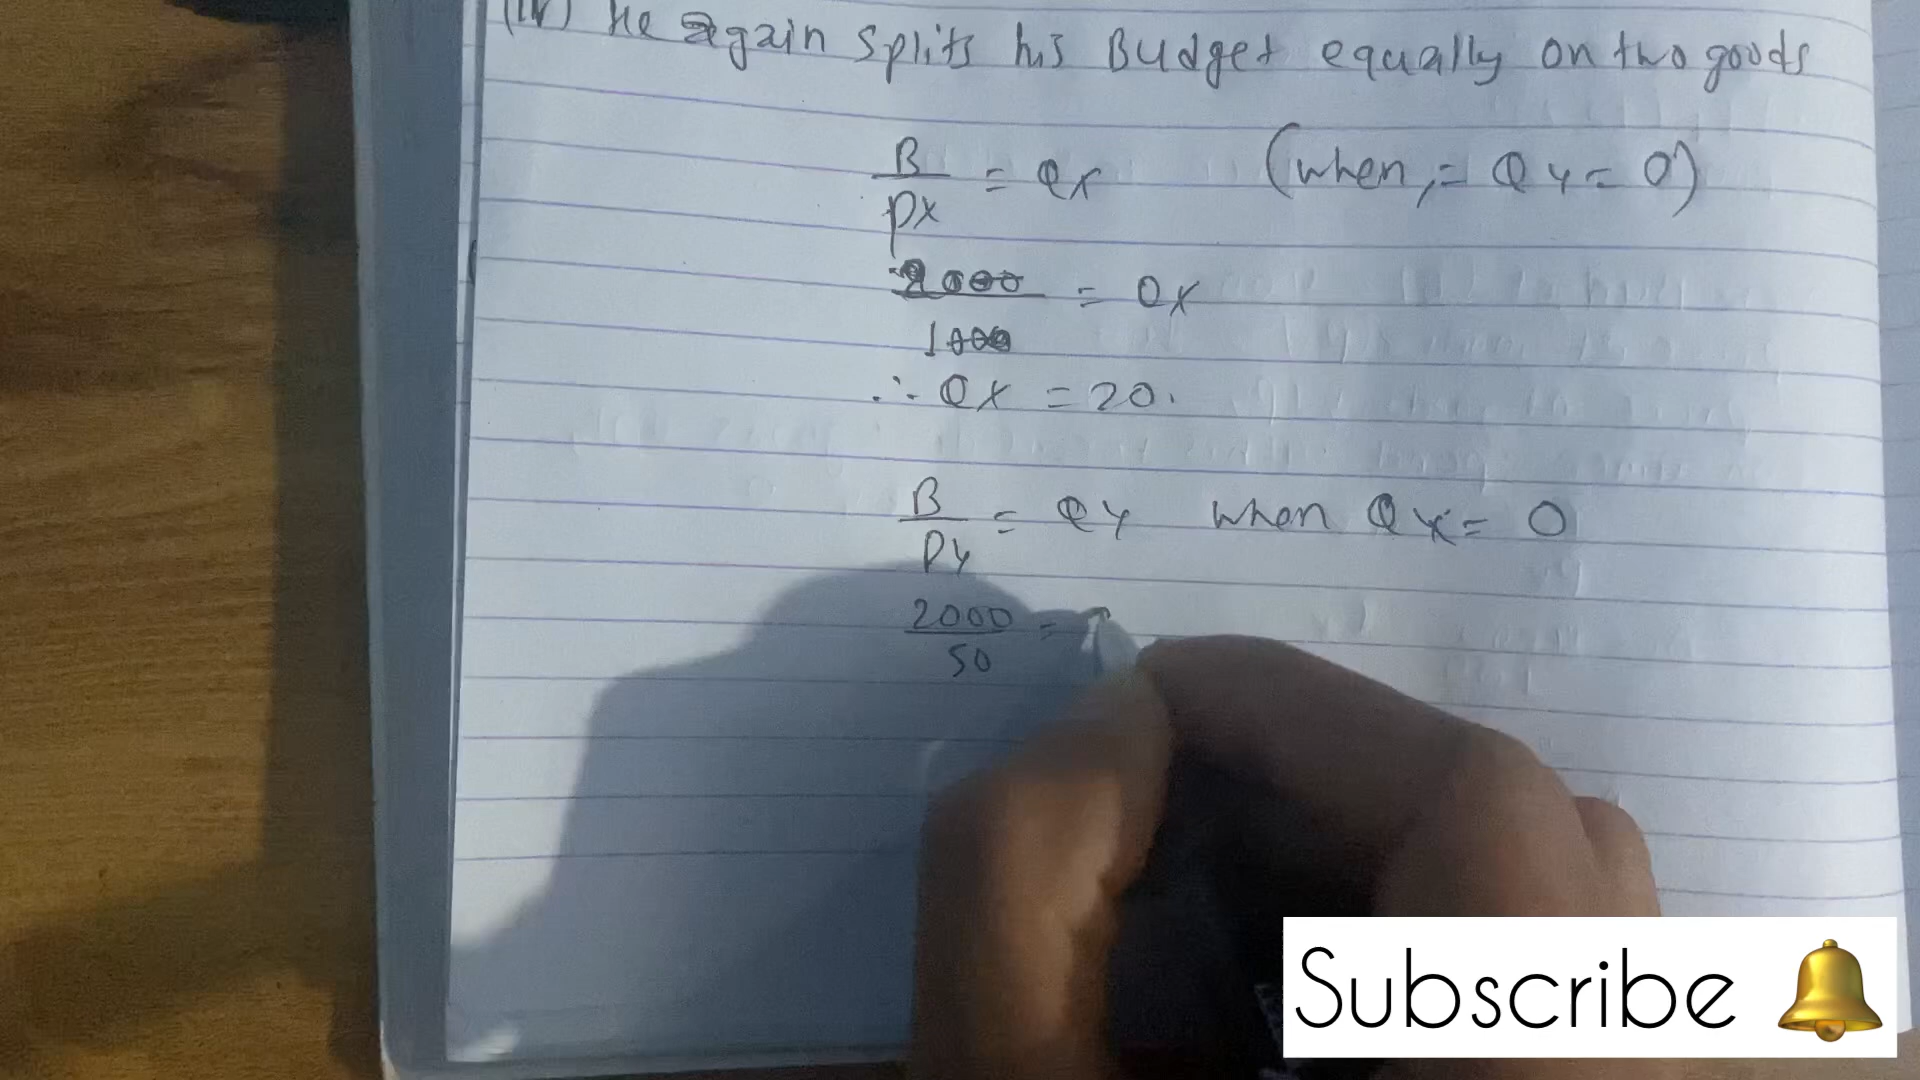 (IV) He again splits his Budget equally on two goods
B/PX = QX (when,= QY = 0)
2000/100 = QX
∴ QX = 20.
B/PY = QY when QX = 0
2000/50 =
Subscribe